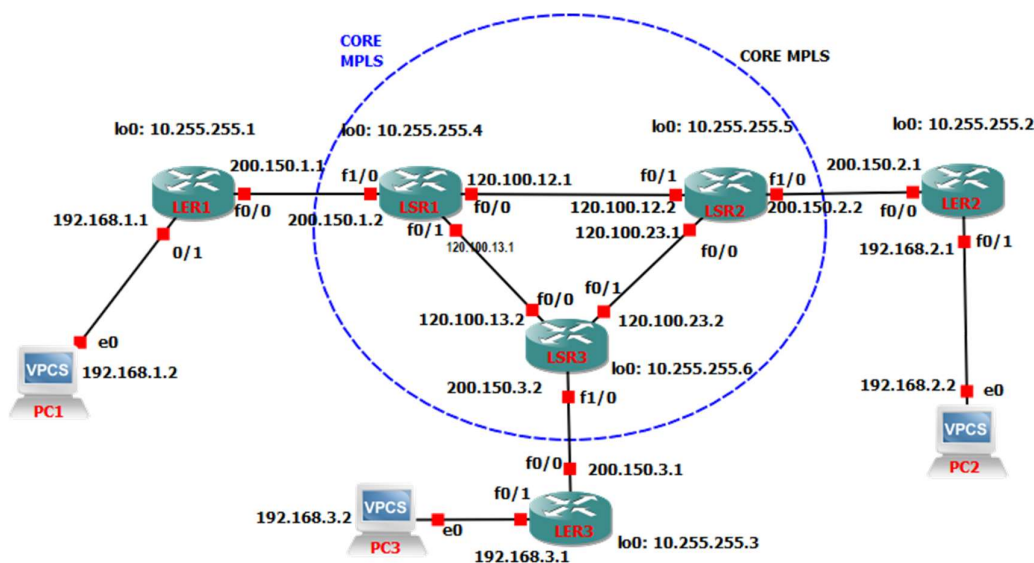 CORE
MPLS
CORE MPLS
lo0: 10.255.255.1
lo0: 10.255.255.4
lo0: 10.255.255.5
lo0: 10.255.255.2
200.150.1.1
f1/0
120.100.12.1
f0/1
f1/0
200.150.2.1
LER1
LSR1
LSR2
LER2
192.168.1.1
f0/0
200.150.1.2
f0/0
120.100.12.2
200.150.2.2
f0/0
0/1
f0/1
120.100.13.1
120.100.23.1
f0/0
192.168.2.1
f0/1
f0/0
f0/1
120.100.13.2
120.100.23.2
e0
VPCS
192.168.1.2
PC1
LSR3
lo0: 10.255.255.6
200.150.3.2
f1/0
192.168.2.2
e0
VPCS
PC2
f0/0
200.150.3.1
VPCS
f0/1
192.168.3.2
e0
PC3
LER3
192.168.3.1
lo0: 10.255.255.3